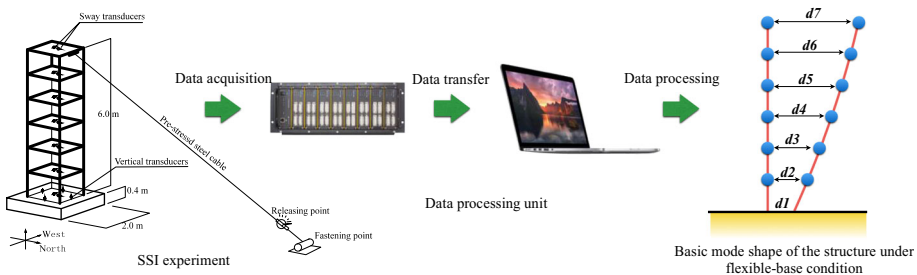 Sway transducers
6.0 m
Pre-stressd steel cable
Vertical transducers
0.4 m
2.0 m
Releasing point
Fastening point
West
North
SSI experiment
Data acquisition
Data transfer
Data processing unit
Data processing
d7
d6
d5
d4
d3
d2
d1
Basic mode shape of the structure under
flexible-base condition